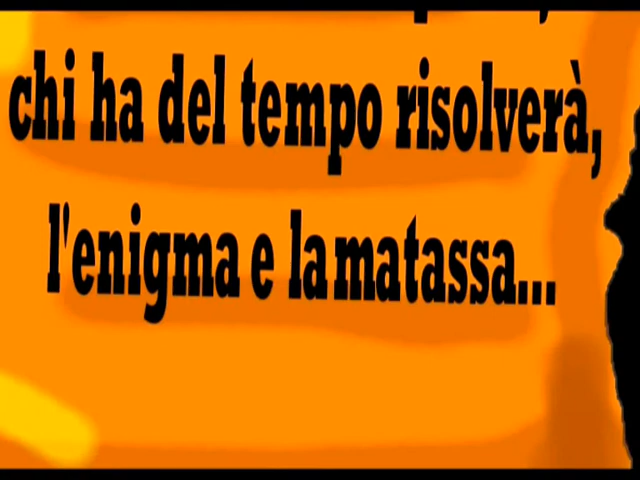 chi ha del tempo risolverà,
l'enigma e la matassa...